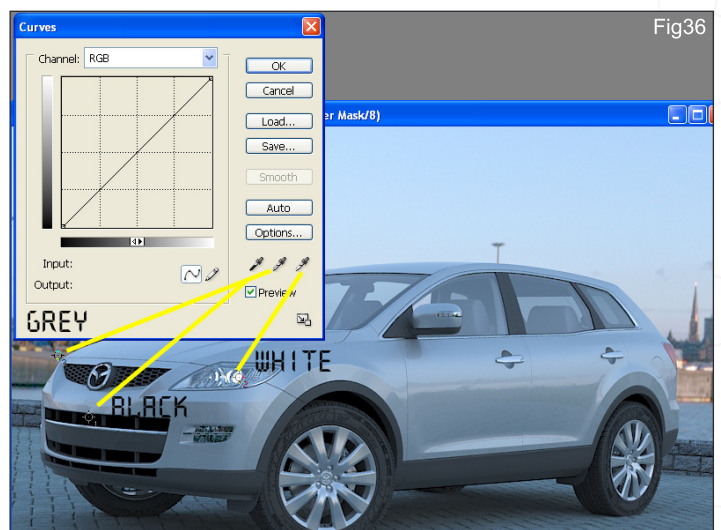 Fig36
Curves
Channel: RGB
OK
Cancel
er Mask/8)
Load...
Save...
Smooth
Auto
Options...
Input:
Output:
Preview
GREY
WHITE
BLACK